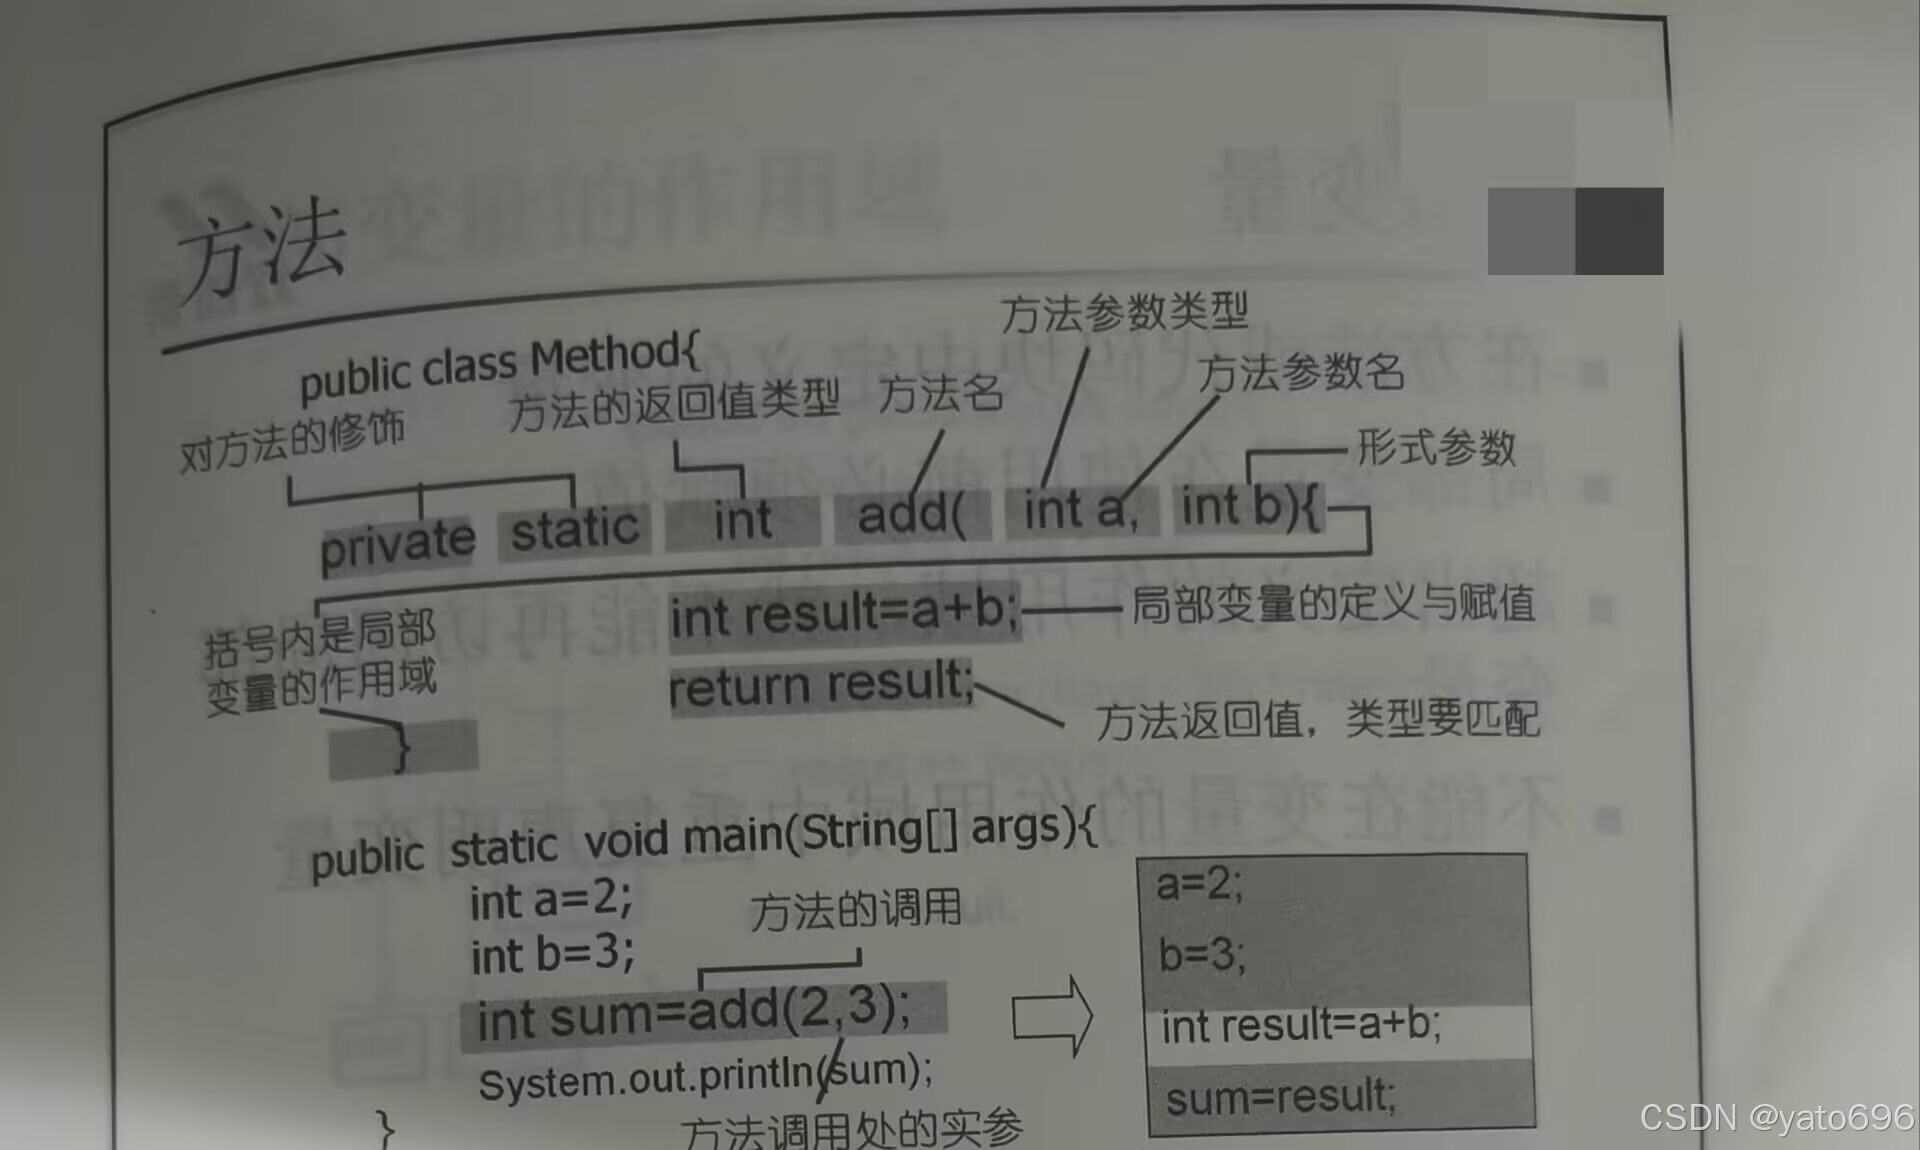 方法
public class Method{
方法参数类型
方法的返回值类型 方法名 方法参数名
对方法的修饰
形式参数
private static int add( int a, int b){
括号内是局部
变量的作用域
int result=a+b;
局部变量的定义与赋值
return result;
方法返回值，类型要匹配
}
public static void main(String[] args){
int a=2;
方法的调用
int b=3;
int sum=add(2,3);
System.out.println(sum);
方法调用处的实参
}
a=2;
b=3;
int result=a+b;
sum=result;
CSDN @yato696